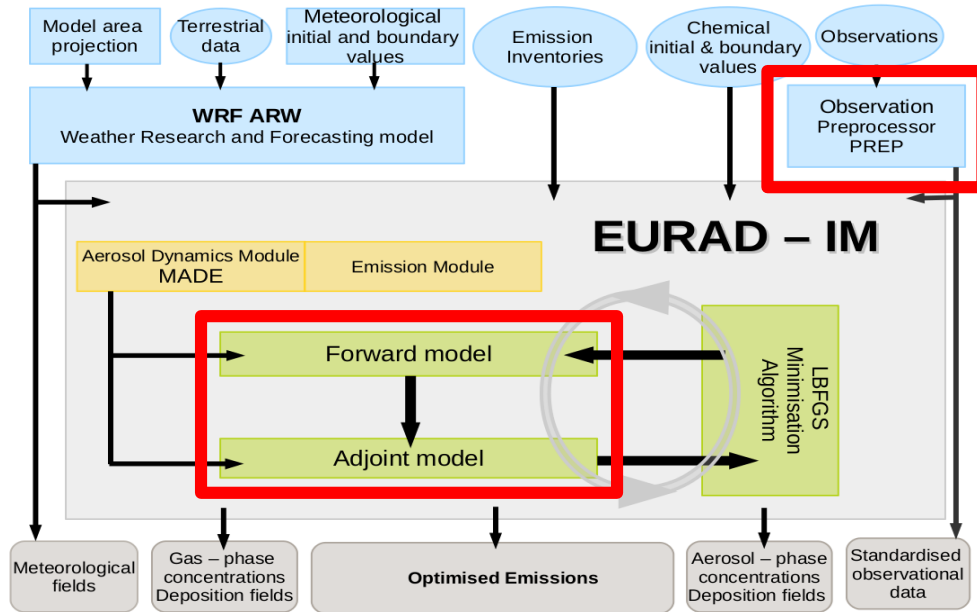 Model area
projection
Terrestrial
data
Meteorological
initial and boundary
values
Emission
Inventories
Chemical
initial & boundary
values
Observations
WRF ARW
Weather Research and Forecasting model
Observation
Preprocessor
PREP
EURAD – IM
Aerosol Dynamics Module
MADE
Emission Module
Forward model
LBFGS
Minimisation
Algorithm
Adjoint model
Meteorological
fields
Gas – phase
concentrations
Deposition fields
Optimised Emissions
Aerosol – phase
concentrations
Deposition fields
Standardised
observational
data